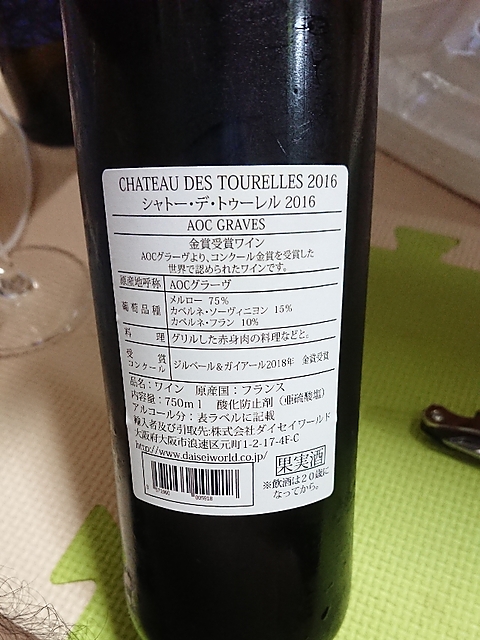 CHATEAU DES TOURELLES 2016
シャトー・デ・トゥーレル 2016
AOC GRAVES
金賞受賞ワイン
AOCグラーヴより、コンクール金賞を受賞した
世界で認められたワインです。
原産地呼称 AOCグラーヴ
葡萄品種 メルロー 75%
カベルネ・ソーヴィニヨン 15%
カベルネ・フラン 10%
料理 グリルした赤身肉の料理などと。
受賞コンクール ジルベール&ガイアール2018年 金賞受賞
品名:ワイン 原産国:フランス
内容量:750ml 酸化防止剤(亜硫酸塩)
アルコール分:表ラベルに記載
輸入者及び引取先:株式会社ダイセイワールド
大阪府大阪市浪速区元町1-2-17-4F-C
http://www.daiseiworld.co.jp/
果実酒
※飲酒は20歳に
なってから。